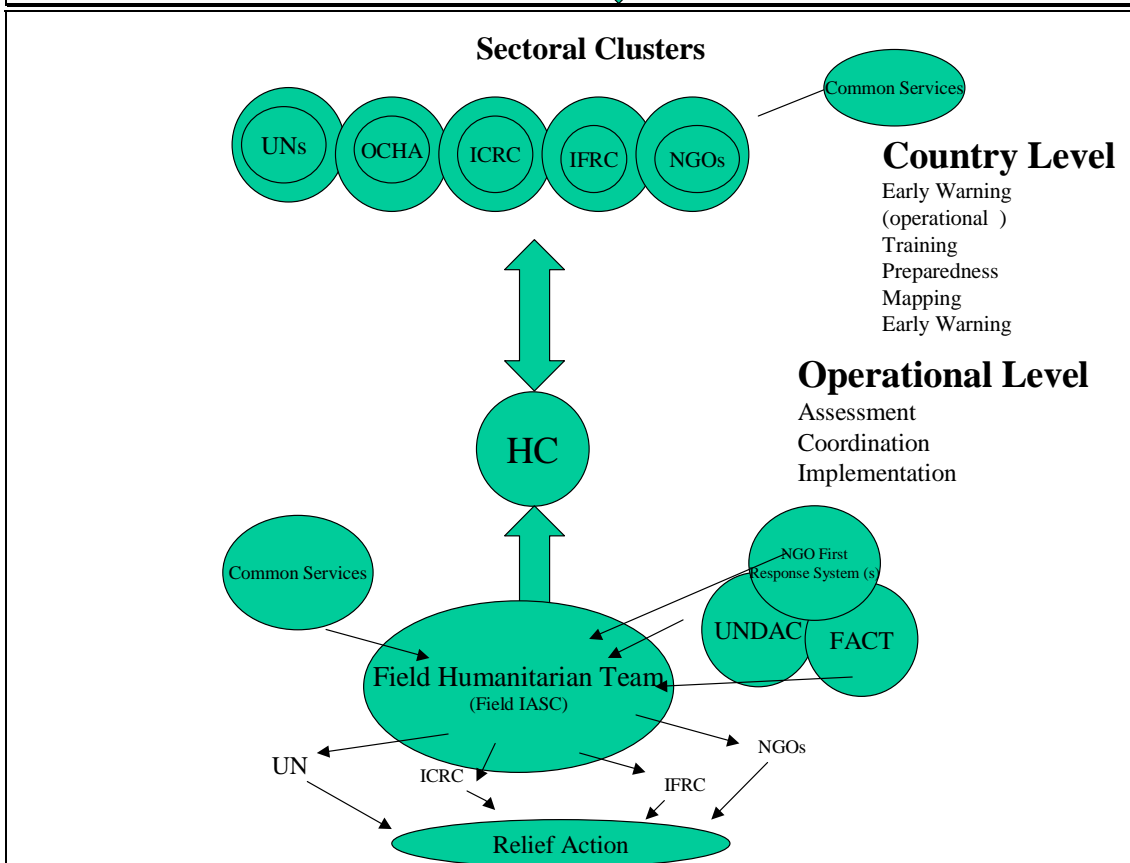 Sectoral Clusters
Common Services
UNs
OCHA
ICRC
IFRC
NGOs
Country Level
Early Warning
(operational )
Training
Preparedness
Mapping
Early Warning
Operational Level
Assessment
Coordination
Implementation
HC
Common Services
NGO First
Response System (s)
UNDAC
FACT
Field Humanitarian Team
(Field IASC)
UN
ICRC
IFRC
NGOs
Relief Action